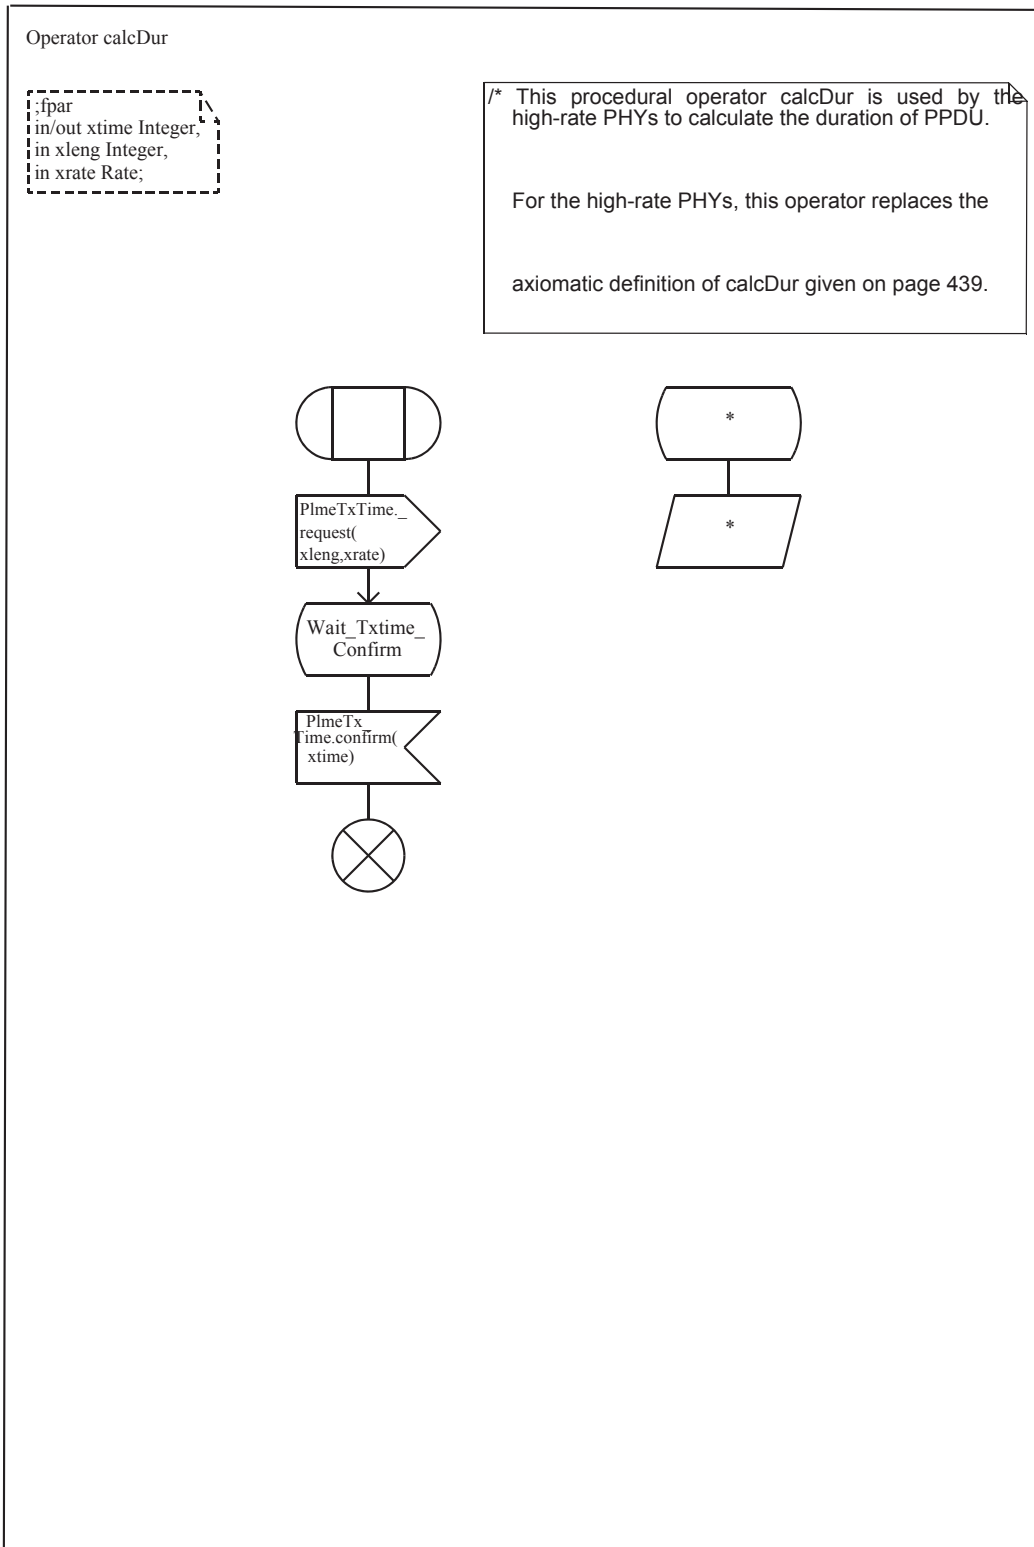 Operator calcDur
;fpar
in/out xtime Integer,
in xleng Integer,
in xrate Rate;
/* This procedural operator calcDur is used by the
high-rate PHYs to calculate the duration of PPDU.
For the high-rate PHYs, this operator replaces the
axiomatic definition of calcDur given on page 439.
*
PlmeTxTime._
request(
xleng,xrate)
*
Wait_Txtime_
Confirm
PlmeTx_
Time.confirm(
xtime)